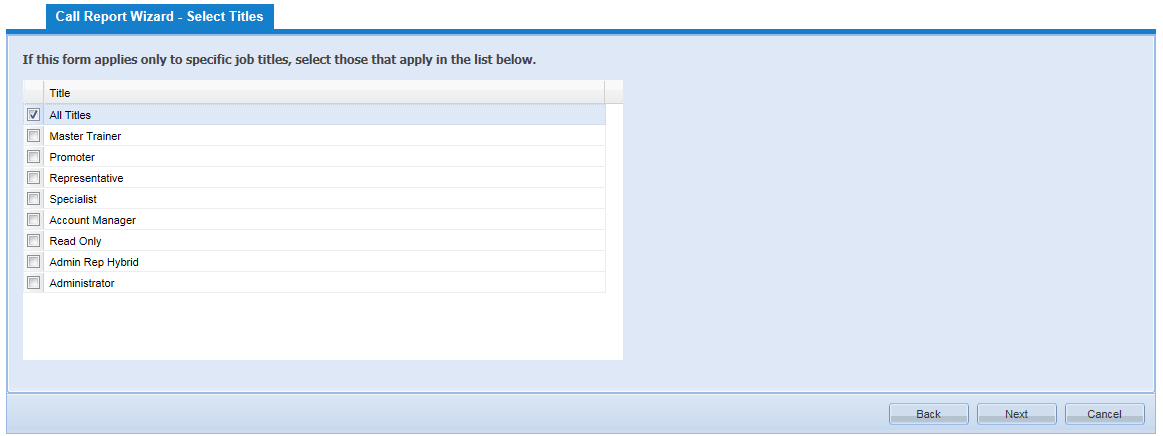 Call Report Wizard - Select Titles
If this form applies only to specific job titles, select those that apply in the list below.
Title
All Titles
Master Trainer
Promoter
Representative
Specialist
Account Manager
Read Only
Admin Rep Hybrid
Administrator
Back Next Cancel